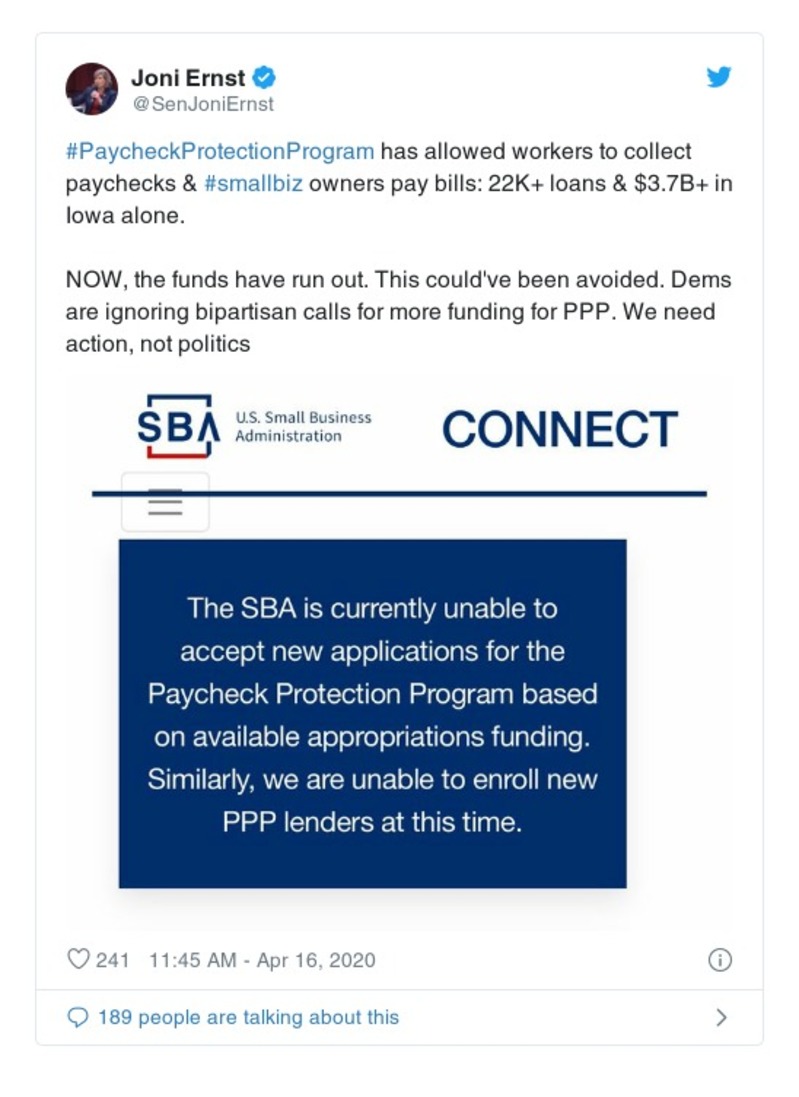 Joni Ernst
@SenJoniErnst
#PaycheckProtectionProgram has allowed workers to collect
paychecks & #smallbiz owners pay bills: 22K+ loans & $3.7B+ in
Iowa alone.
NOW, the funds have run out. This could've been avoided. Dems
are ignoring bipartisan calls for more funding for PPP. We need
action, not politics
SBA U.S. Small Business
Administration
CONNECT
The SBA is currently unable to
accept new applications for the
Paycheck Protection Program based
on available appropriations funding.
Similarly, we are unable to enroll new
PPP lenders at this time.
241 11:45 AM - Apr 16, 2020
189 people are talking about this